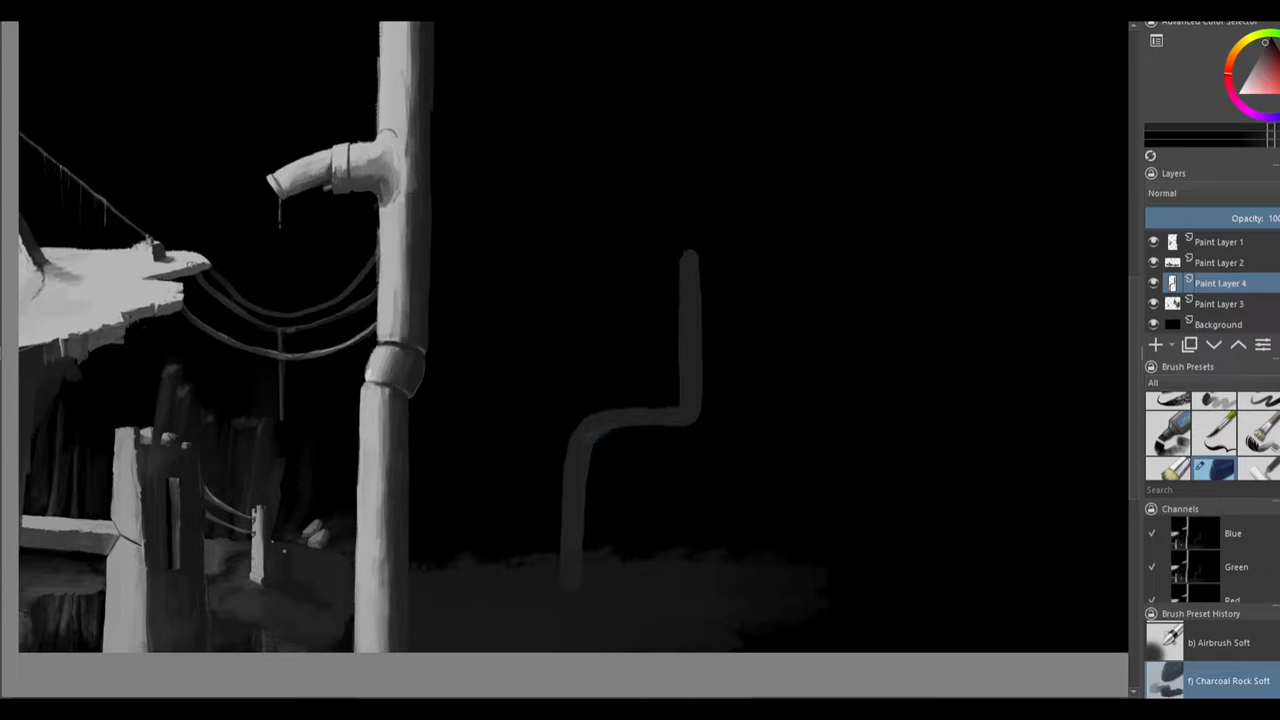 Advanced Color Selector
Layers
Normal
Opacity: 100
Paint Layer 1
Paint Layer 2
Paint Layer 4
Paint Layer 3
Background
Brush Presets
All
Search
Channels
Blue
Green
Red
Brush Preset History
b) Airbrush Soft
f) Charcoal Rock Soft